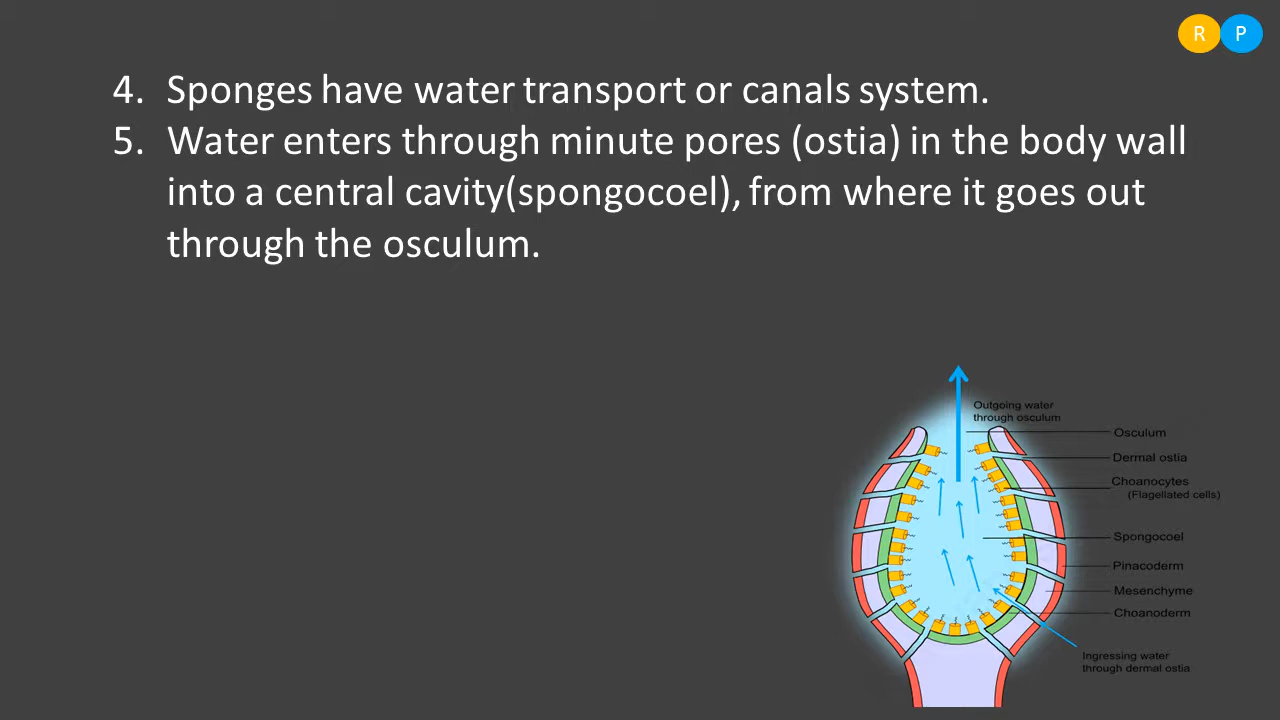 R P
4. Sponges have water transport or canals system.
5. Water enters through minute pores (ostia) in the body wall
into a central cavity(spongocoel), from where it goes out
through the osculum.
Outgoing water
through osculum
Osculum
Dermal ostia
Choanocytes
(Flagellated cells)
Spongocoel
Pinacoderm
Mesenchyme
Choanoderm
Ingressing water
through dermal ostia